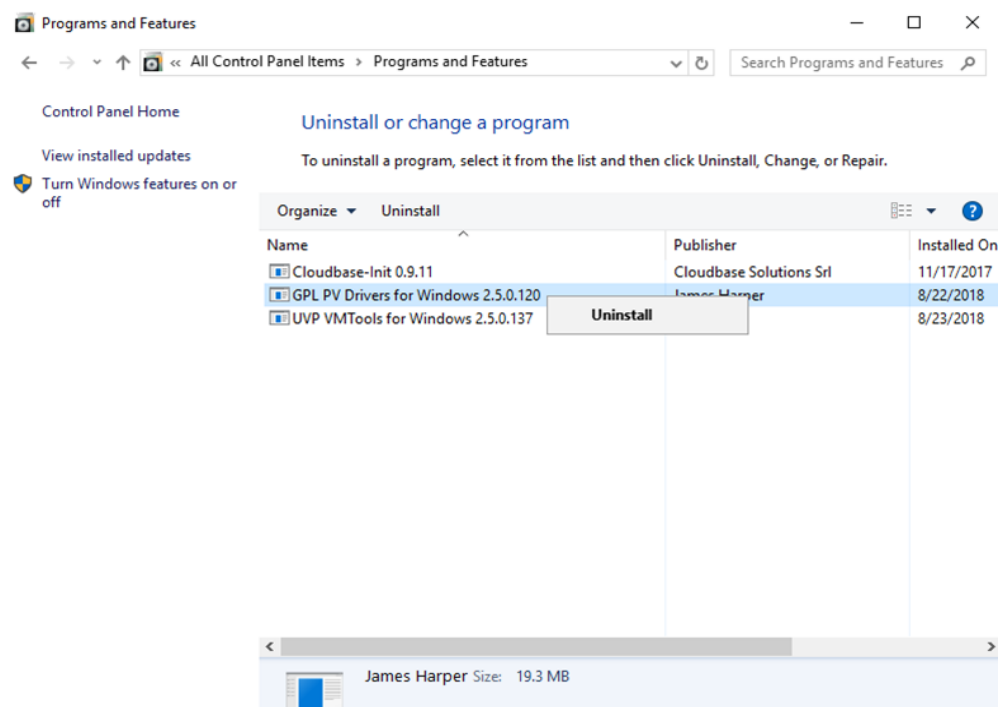 Programs and Features
« All Control Panel Items > Programs and Features
Search Programs and Features
Control Panel Home
View installed updates
Turn Windows features on or
off
Uninstall or change a program
To uninstall a program, select it from the list and then click Uninstall, Change, or Repair.
Organize Uninstall
?
Name Publisher Installed On
Cloudbase-Init 0.9.11 Cloudbase Solutions Srl 11/17/2017
GPL PV Drivers for Windows 2.5.0.120 James Harper 8/22/2018
UVP VMTools for Windows 2.5.0.137 8/23/2018
Uninstall
James Harper Size: 19.3 MB